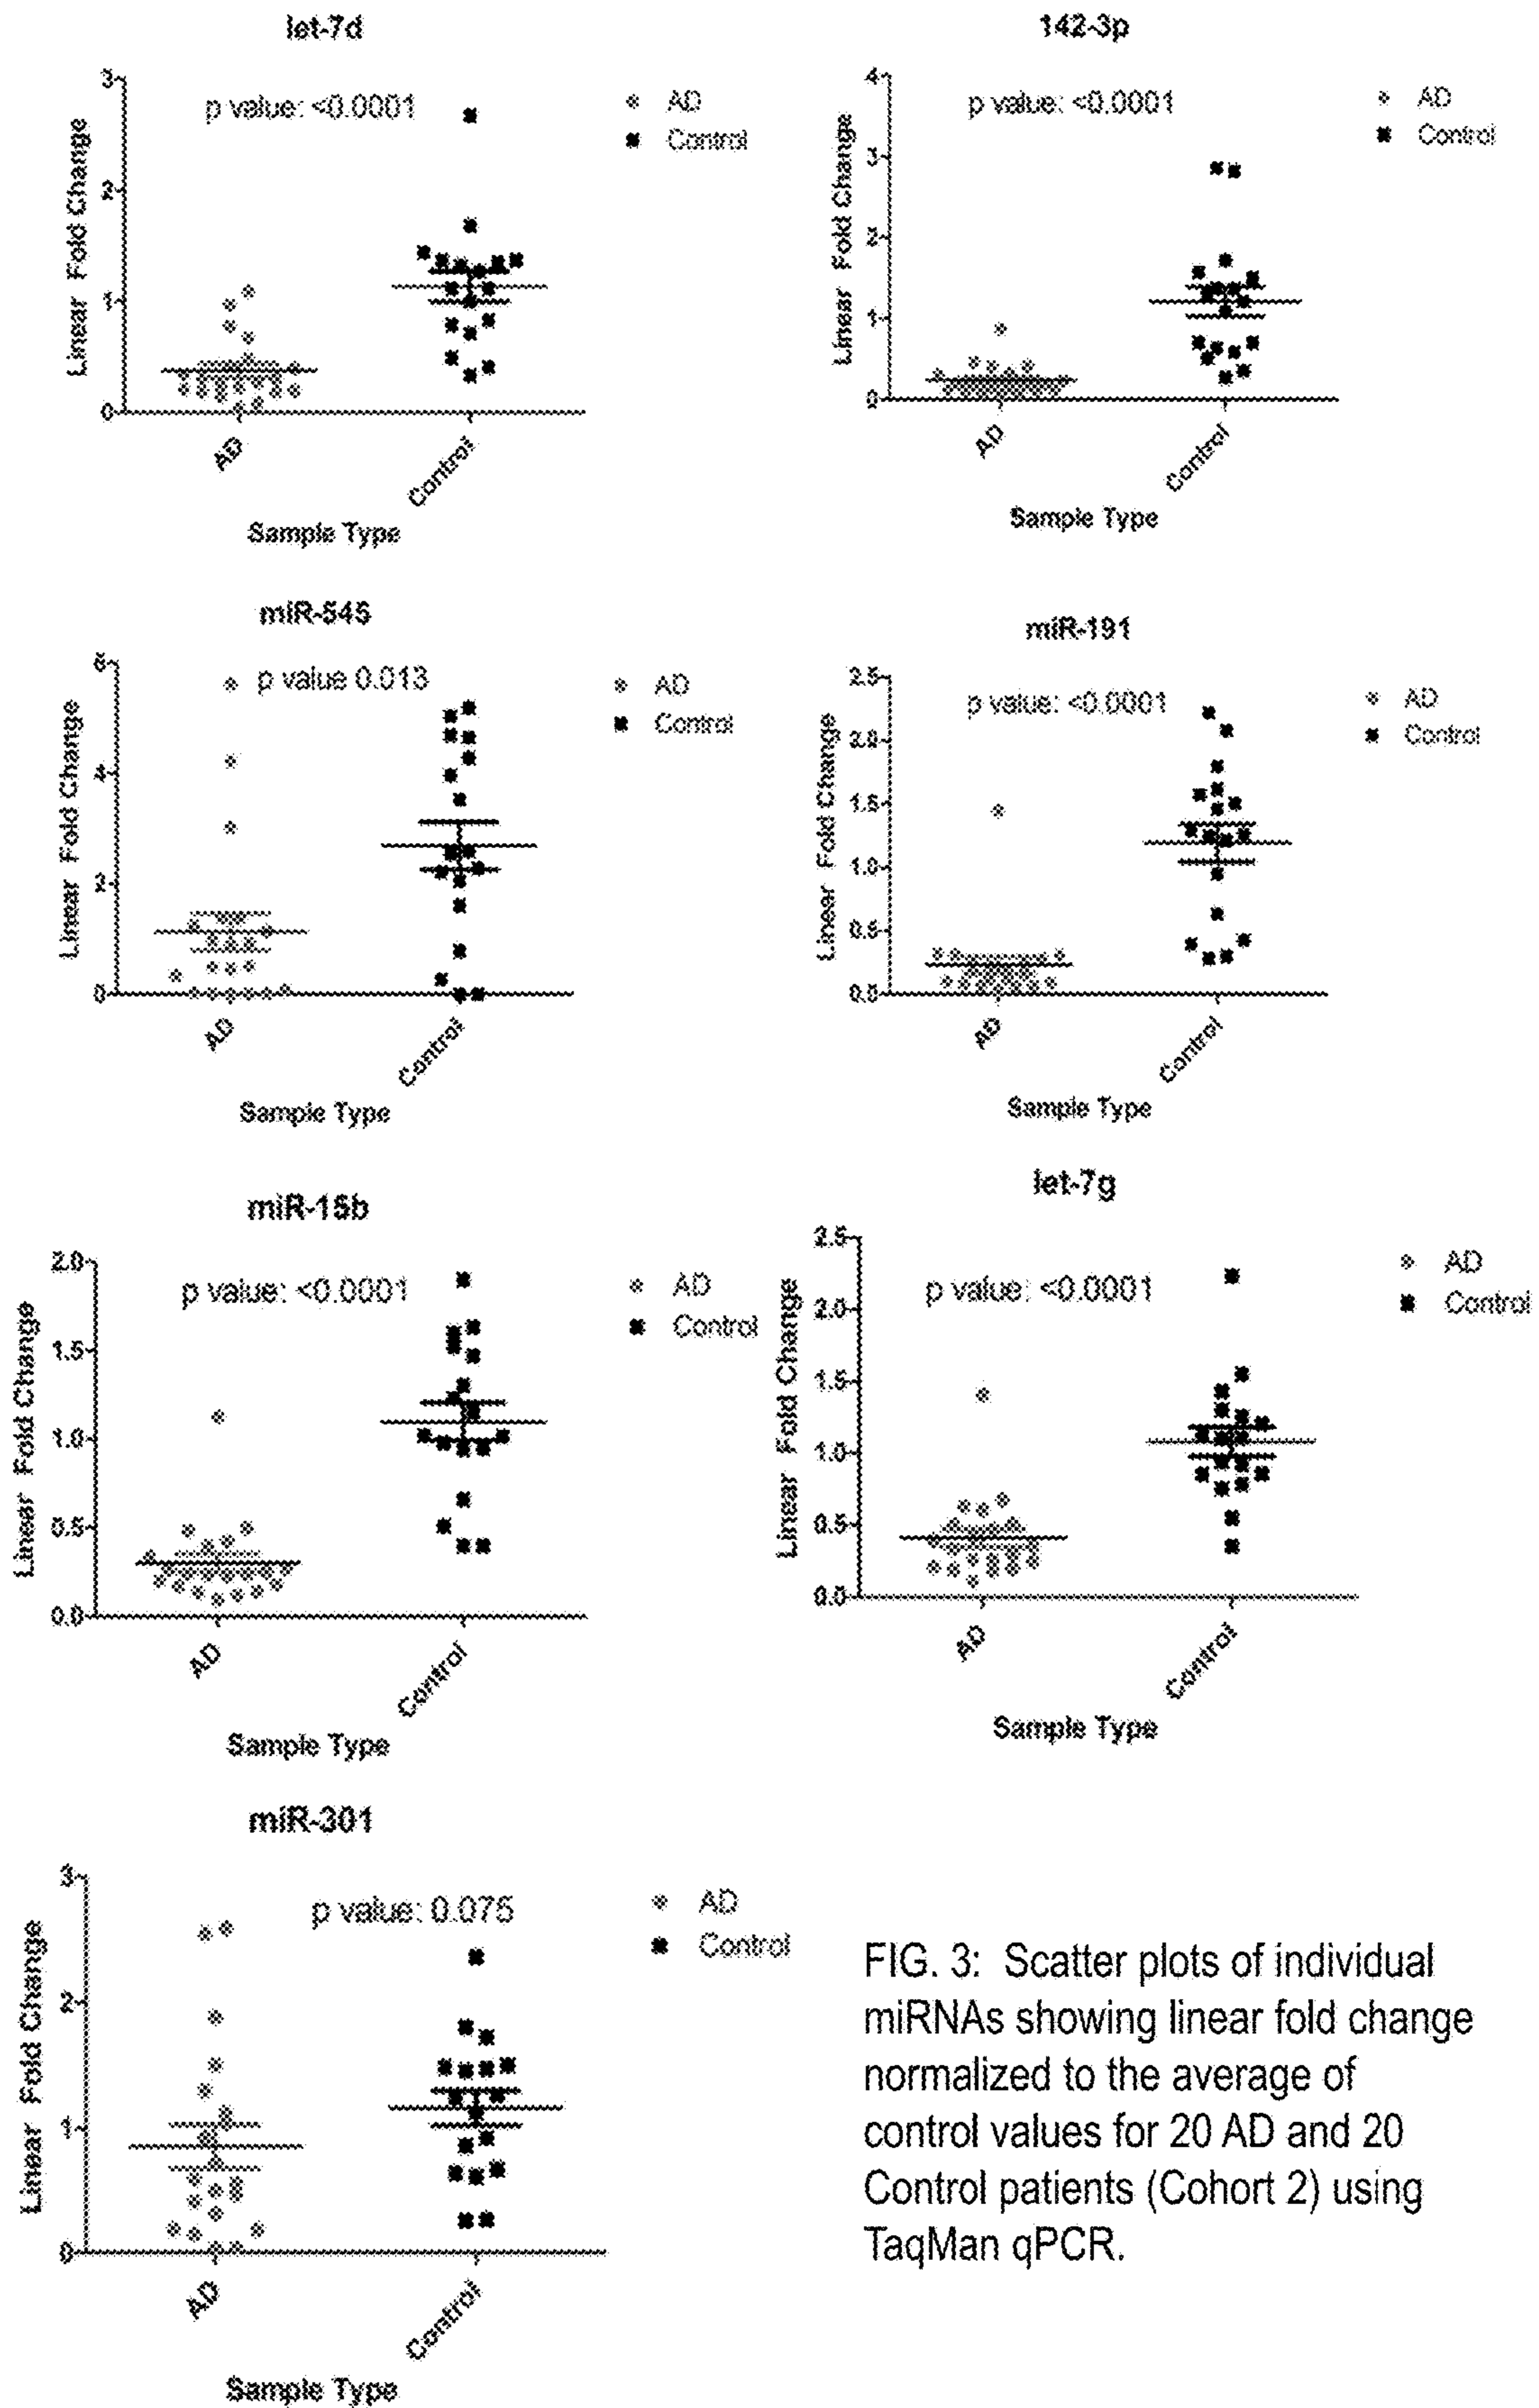 let-7d
3
2
1
0
Linear Fold Change
p value: <0.0001
AD
Control
AD
Control
Sample Type
142-3p
4
3
2
1
0
Linear Fold Change
p value: <0.0001
AD
Control
AD
Control
Sample Type
miR-545
6
4
2
0
Linear Fold Change
p value 0.013
AD
Control
AD
Control
Sample Type
miR-191
2.5
2.0
1.5
1.0
0.5
0.0
Linear Fold Change
p value: <0.0001
AD
Control
AD
Control
Sample Type
miR-15b
2.0
1.5
1.0
0.5
0.0
Linear Fold Change
p value: <0.0001
AD
Control
AD
Control
Sample Type
let-7g
2.5
2.0
1.5
1.0
0.5
0.0
Linear Fold Change
p value: <0.0001
AD
Control
AD
Control
Sample Type
miR-301
3
2
1
0
Linear Fold Change
p value: 0.075
AD
Control
AD
Control
Sample Type
FIG. 3: Scatter plots of individual
miRNAs showing linear fold change
normalized to the average of
control values for 20 AD and 20
Control patients (Cohort 2) using
TaqMan qPCR.